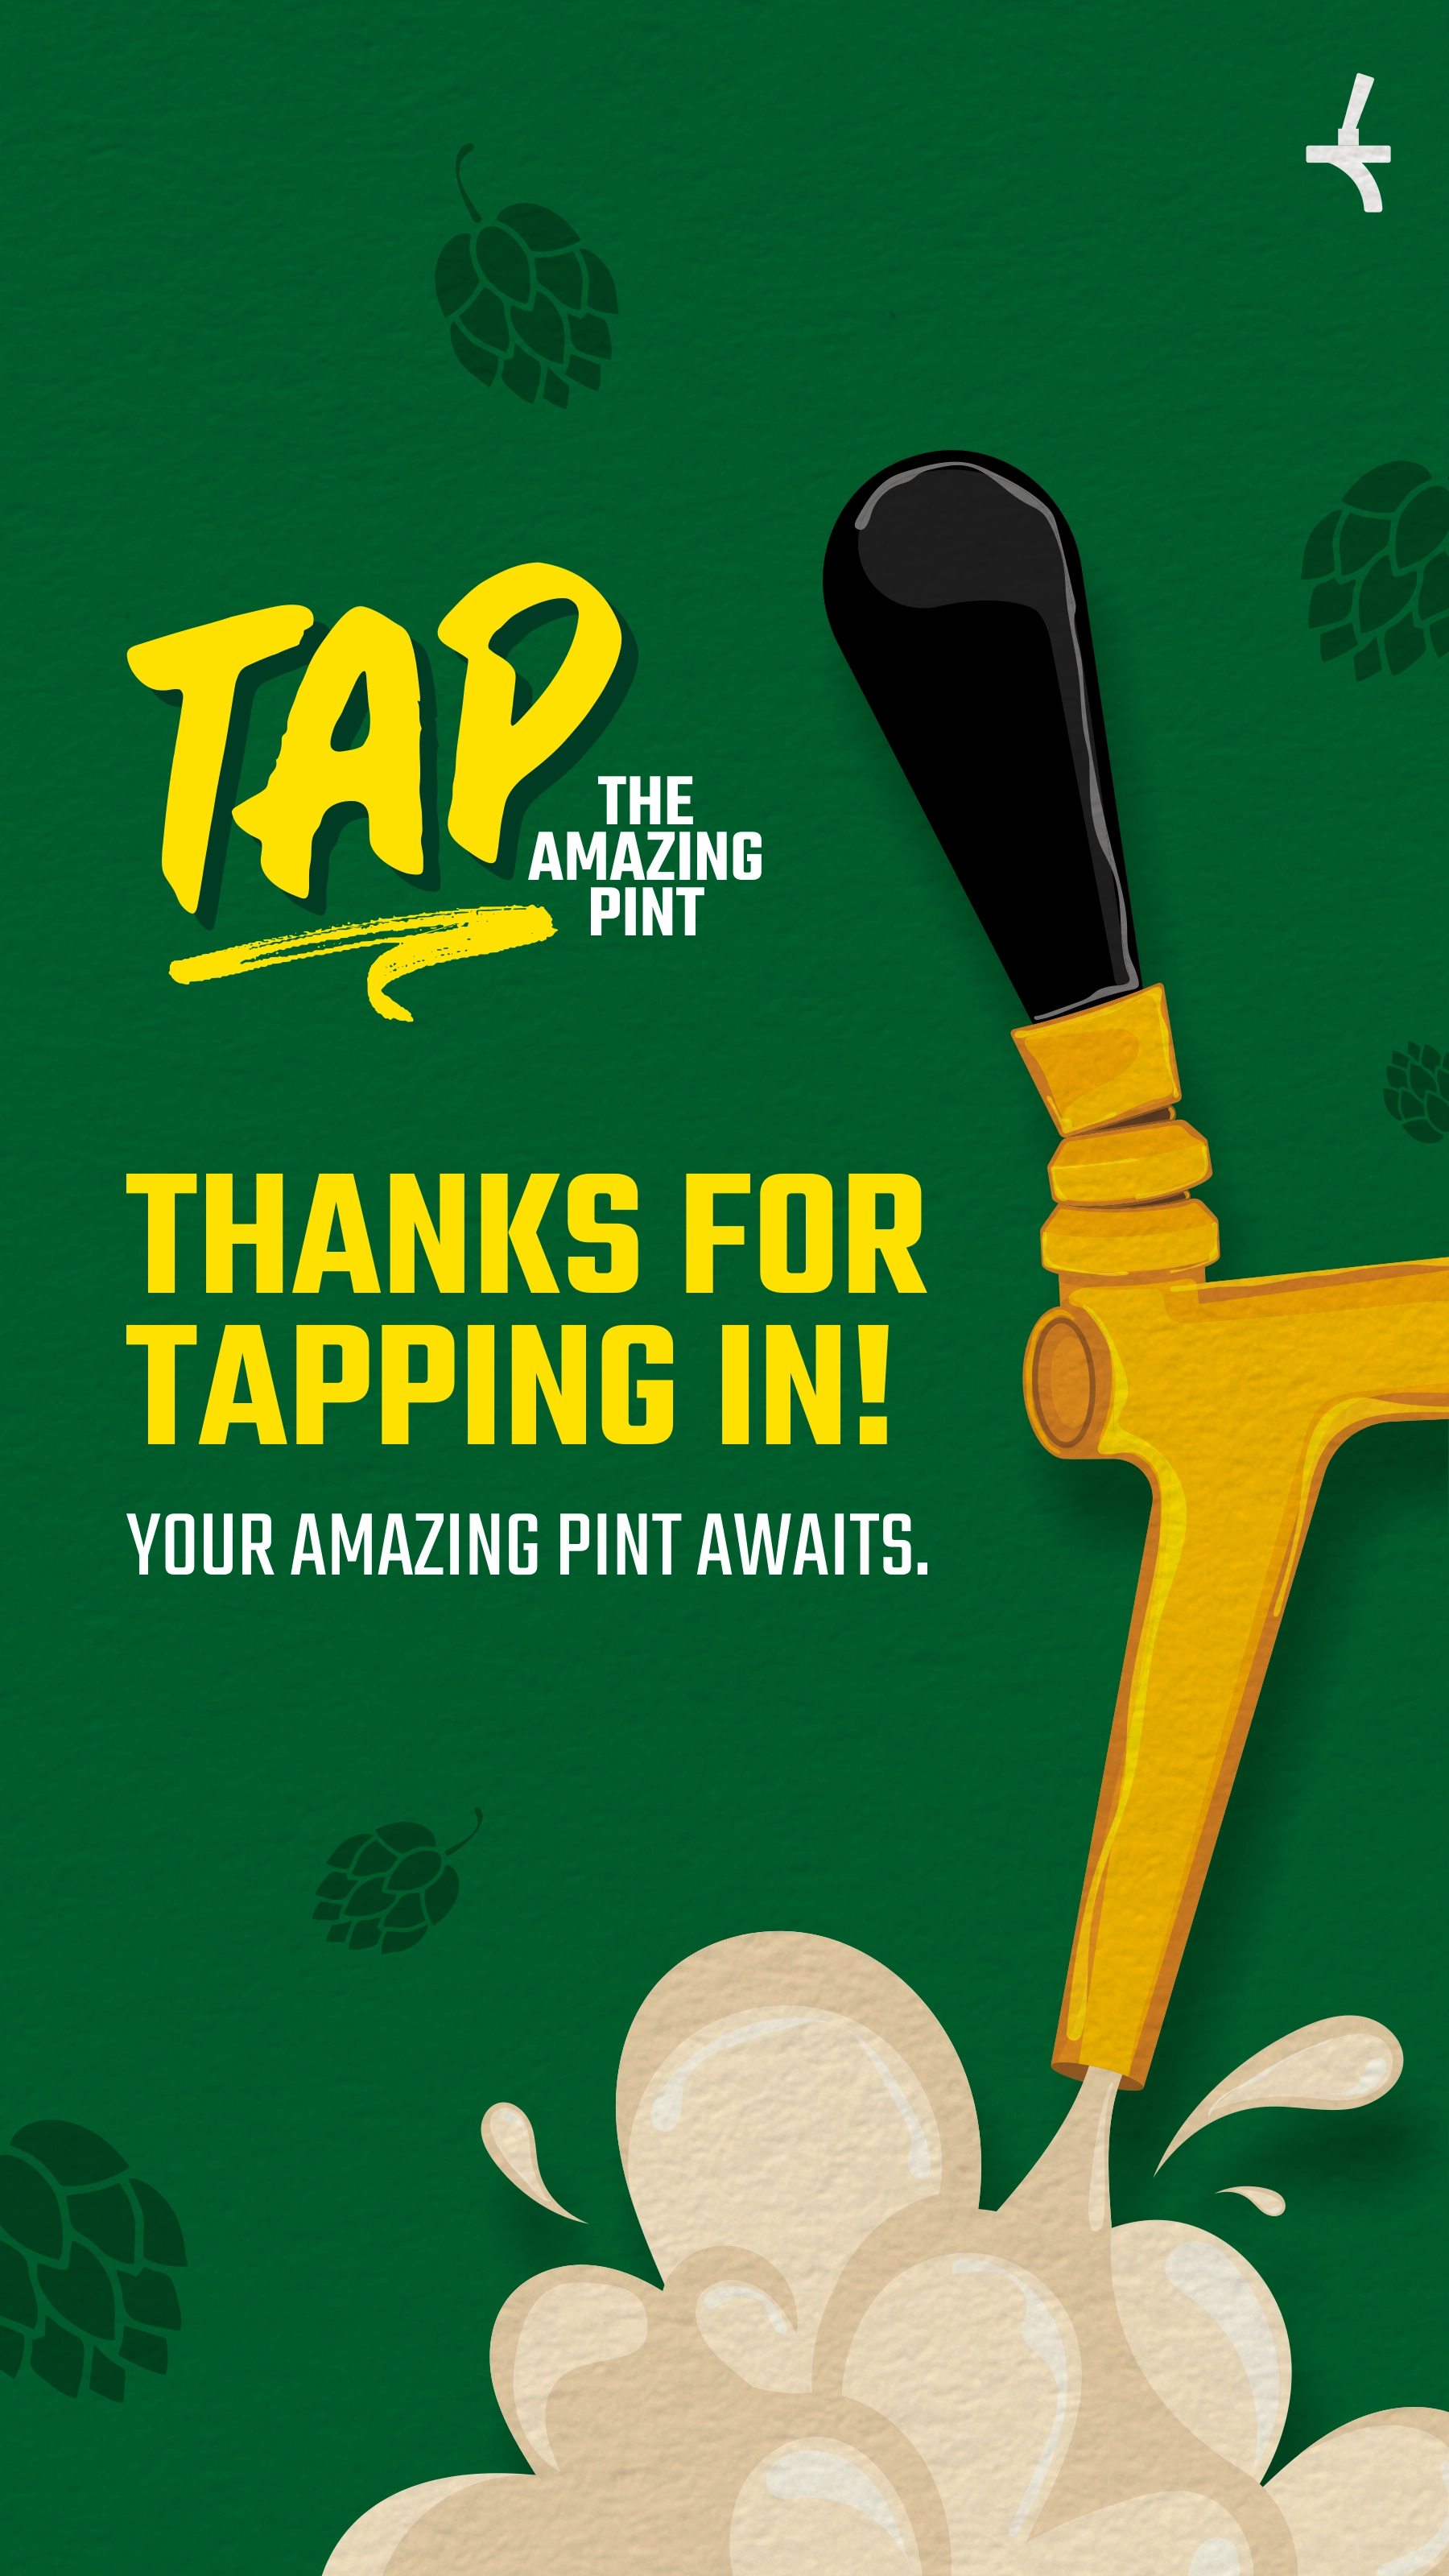 TAP
THE
AMAZING
PINT
THANKS FOR
TAPPING IN!
YOUR AMAZING PINT AWAITS.